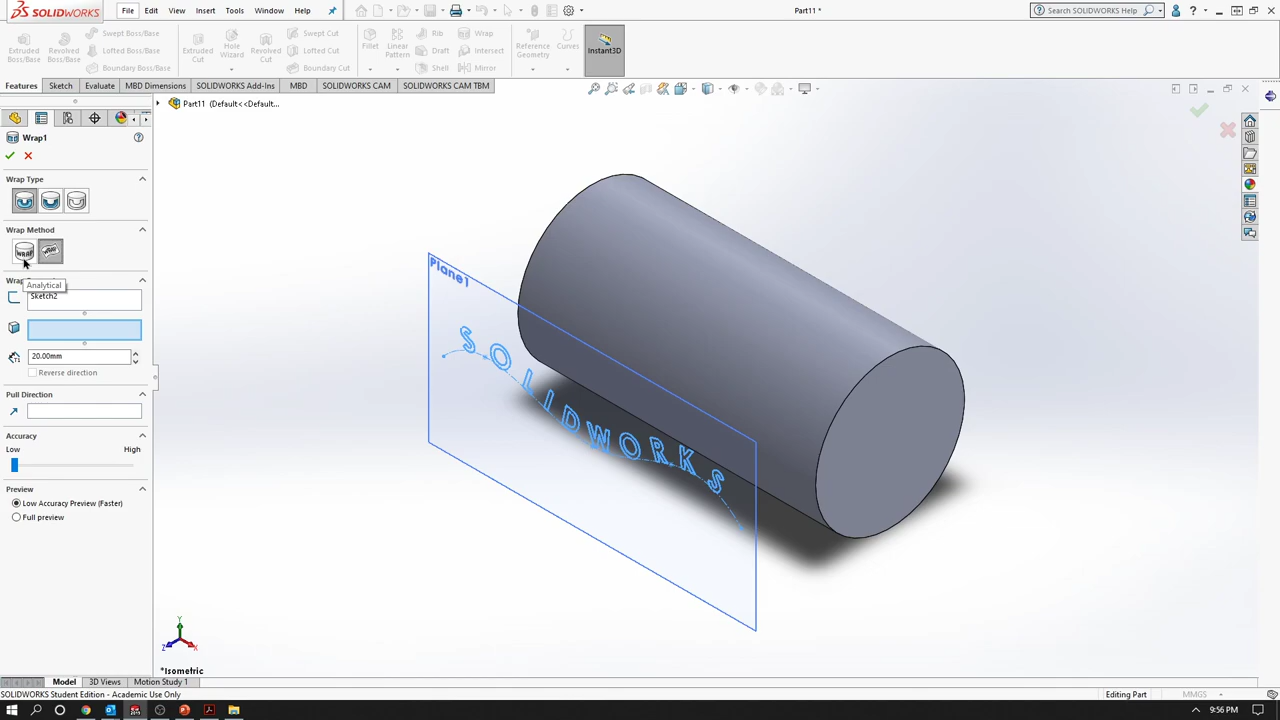 SOLIDWORKS File Edit View Insert Tools Window Help Part11 * Search SOLIDWORKS Help
Extruded Boss/Base Revolved Boss/Base Swept Boss/Base Lofted Boss/Base Boundary Boss/Base Extruded Cut Hole Wizard Revolved Cut Swept Cut Lofted Cut Boundary Cut Fillet Linear Pattern Rib Draft Shell Wrap Intersect Mirror Reference Geometry Curves Instant3D
Features Sketch Evaluate MBD Dimensions SOLIDWORKS Add-Ins MBD SOLIDWORKS CAM SOLIDWORKS CAM TBM
Part11 (Default<<Default...
Wrap1
Wrap Type
Wrap Method
WRAP
Analytical
Sketch2
20.00mm
Reverse direction
Pull Direction
Accuracy
Low High
Preview
Low Accuracy Preview (Faster)
Full preview
Plane1
SOLIDWORKS
Y
Z X
*Isometric
Model 3D Views Motion Study 1
SOLIDWORKS Student Edition - Academic Use Only Editing Part MMGS
9:56 PM